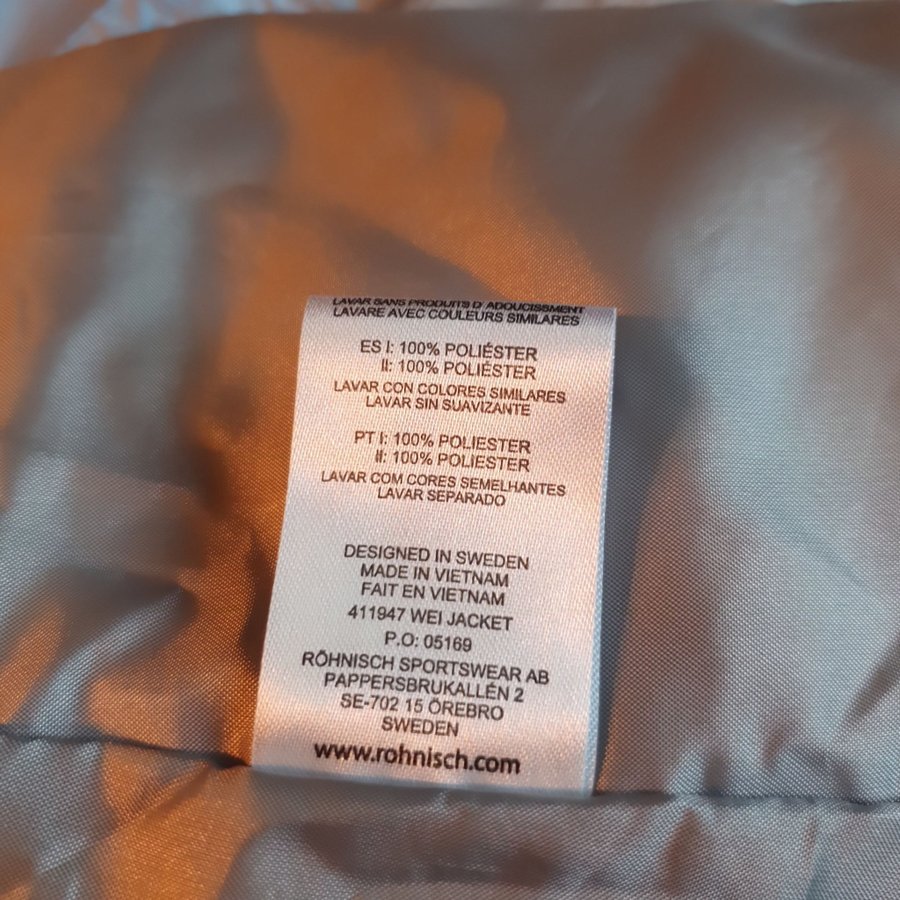 LAVAR SANS PRODUITS D'ADOUCISSMENT
LAVARE AVEC COULEURS SIMILARES
ES I: 100% POLIÉSTER
II: 100% POLIÉSTER
LAVAR CON COLORES SIMILARES
LAVAR SIN SUAVIZANTE
PT I: 100% POLIESTER
II: 100% POLIESTER
LAVAR COM CORES SEMELHANTES
LAVAR SEPARADO
DESIGNED IN SWEDEN
MADE IN VIETNAM
FAIT EN VIETNAM
411947 WEI JACKET
P.O: 05169
RÖHNISCH SPORTSWEAR AB
PAPPERSBRUKALLÉN 2
SE-702 15 ÖREBRO
SWEDEN
www.rohnisch.com